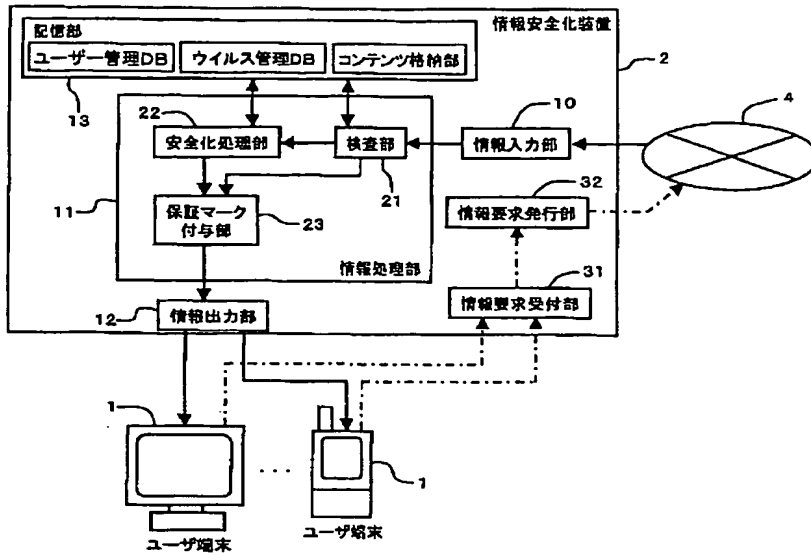 情報安全化装置
記信部
ユーザー管理DB
ウイルス管理DB
コンテンツ格納部
2
13
22
10
4
安全化処理部
検査部
情報入力部
21
32
11
保証マーク
付与部
23
情報要求発行部
情報処理部
31
12
情報出力部
情報要求受付部
1
...
1
ユーザ端末
ユーザ端末